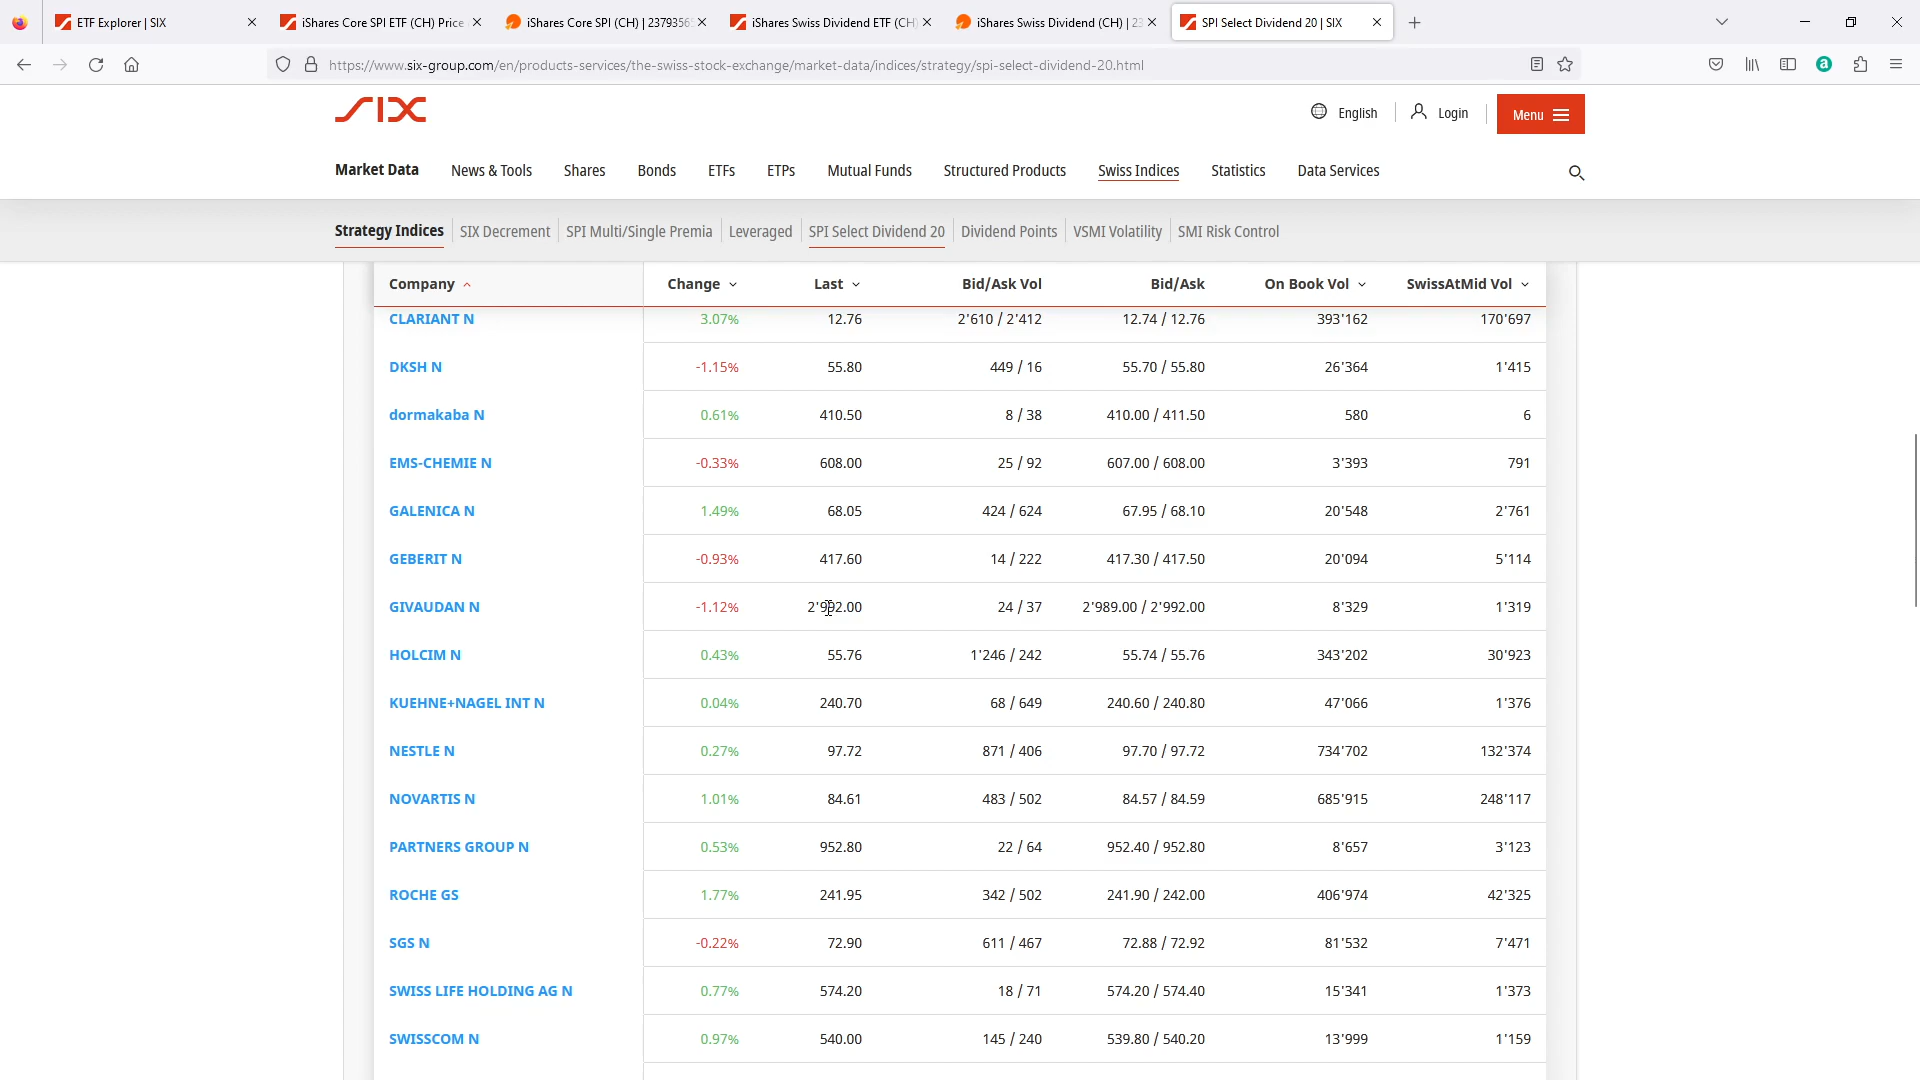 ETF Explorer | SIX
iShares Core SPI ETF (CH) Price
iShares Core SPI (CH) | 2379356
iShares Swiss Dividend ETF (CH)
iShares Swiss Dividend (CH) | 23
SPI Select Dividend 20 | SIX
https://www.six-group.com/en/products-services/the-swiss-stock-exchange/market-data/indices/strategy/spi-select-dividend-20.html
a
SIX
English Login Menu
Market Data News & Tools Shares Bonds ETFs ETPs Mutual Funds Structured Products Swiss Indices Statistics Data Services
Strategy Indices SIX Decrement SPI Multi/Single Premia Leveraged SPI Select Dividend 20 Dividend Points VSMI Volatility SMI Risk Control
Company Change Last Bid/Ask Vol Bid/Ask On Book Vol SwissAtMid Vol
CLARIANT N 3.07% 12.76 2'610 / 2'412 12.74 / 12.76 393'162 170'697
DKSH N -1.15% 55.80 449 / 16 55.70 / 55.80 26'364 1'415
dormakaba N 0.61% 410.50 8 / 38 410.00 / 411.50 580 6
EMS-CHEMIE N -0.33% 608.00 25 / 92 607.00 / 608.00 3'393 791
GALENICA N 1.49% 68.05 424 / 624 67.95 / 68.10 20'548 2'761
GEBERIT N -0.93% 417.60 14 / 222 417.30 / 417.50 20'094 5'114
GIVAUDAN N -1.12% 2'992.00 24 / 37 2'989.00 / 2'992.00 8'329 1'319
HOLCIM N 0.43% 55.76 1'246 / 242 55.74 / 55.76 343'202 30'923
KUEHNE+NAGEL INT N 0.04% 240.70 68 / 649 240.60 / 240.80 47'066 1'376
NESTLE N 0.27% 97.72 871 / 406 97.70 / 97.72 734'702 132'374
NOVARTIS N 1.01% 84.61 483 / 502 84.57 / 84.59 685'915 248'117
PARTNERS GROUP N 0.53% 952.80 22 / 64 952.40 / 952.80 8'657 3'123
ROCHE GS 1.77% 241.95 342 / 502 241.90 / 242.00 406'974 42'325
SGS N -0.22% 72.90 611 / 467 72.88 / 72.92 81'532 7'471
SWISS LIFE HOLDING AG N 0.77% 574.20 18 / 71 574.20 / 574.40 15'341 1'373
SWISSCOM N 0.97% 540.00 145 / 240 539.80 / 540.20 13'999 1'159